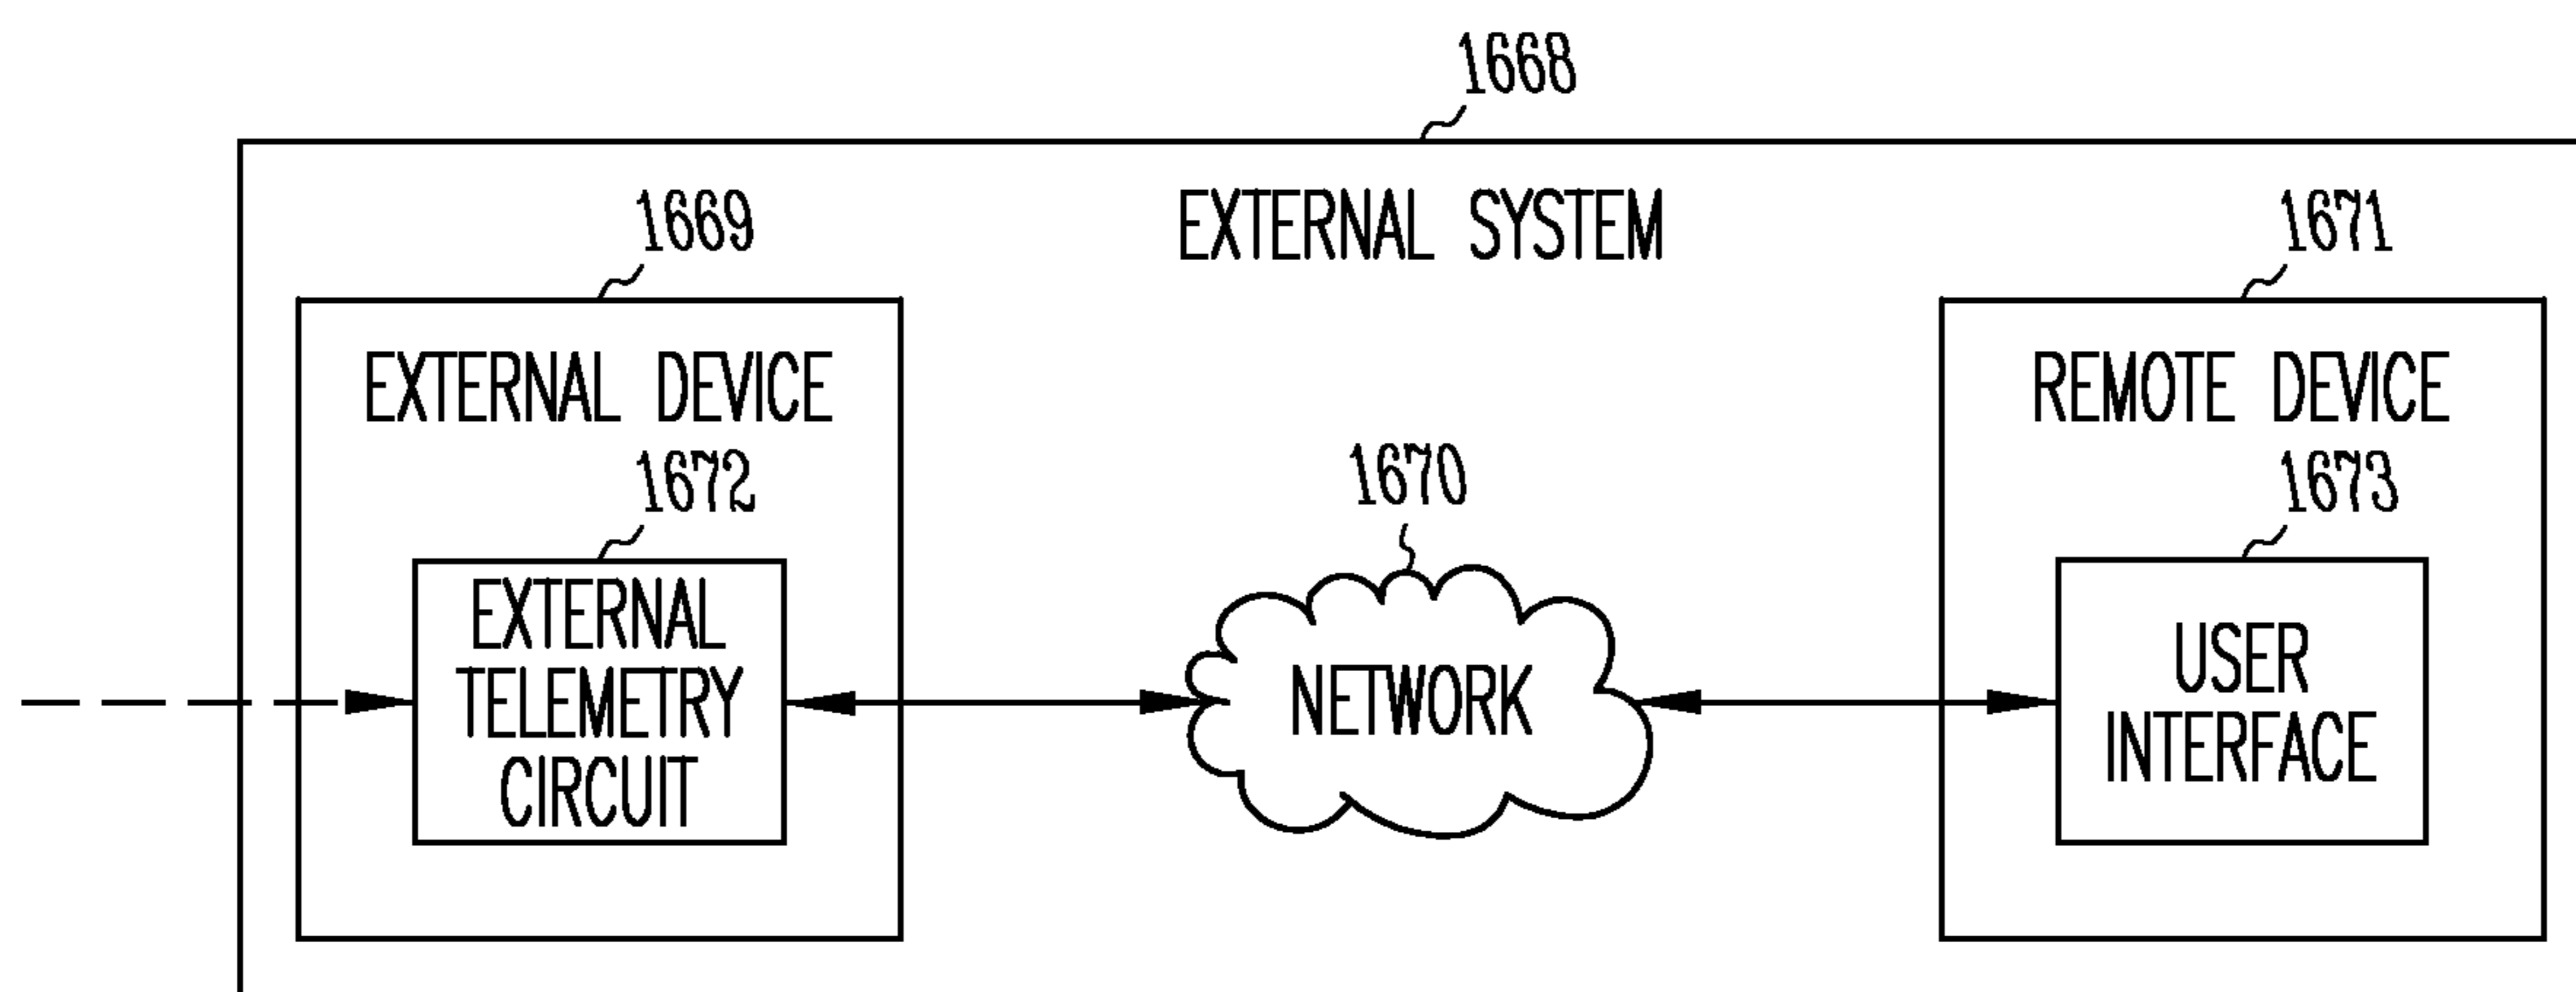 1668
EXTERNAL SYSTEM
1669
EXTERNAL DEVICE
1672
EXTERNAL
TELEMETRY
CIRCUIT
1670
NETWORK
1671
REMOTE DEVICE
1673
USER
INTERFACE